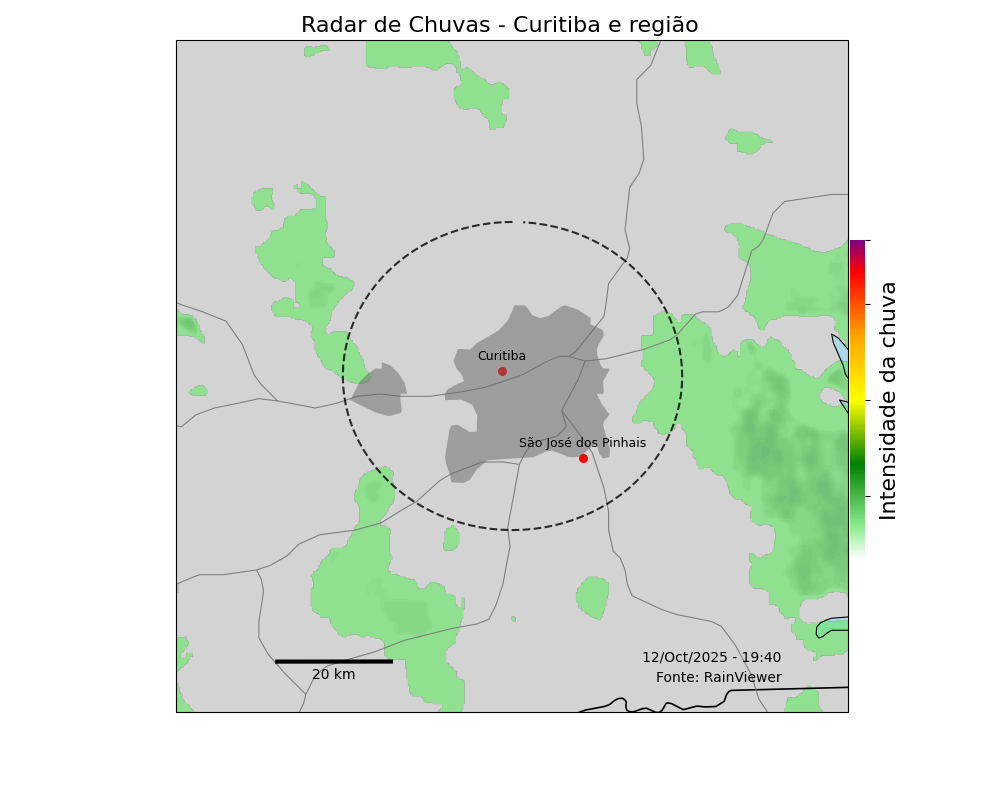 Radar de Chuvas - Curitiba e região
Curitiba
São José dos Pinhais
Intensidade da chuva
12/Oct/2025 - 19:40
Fonte: RainViewer
20 km